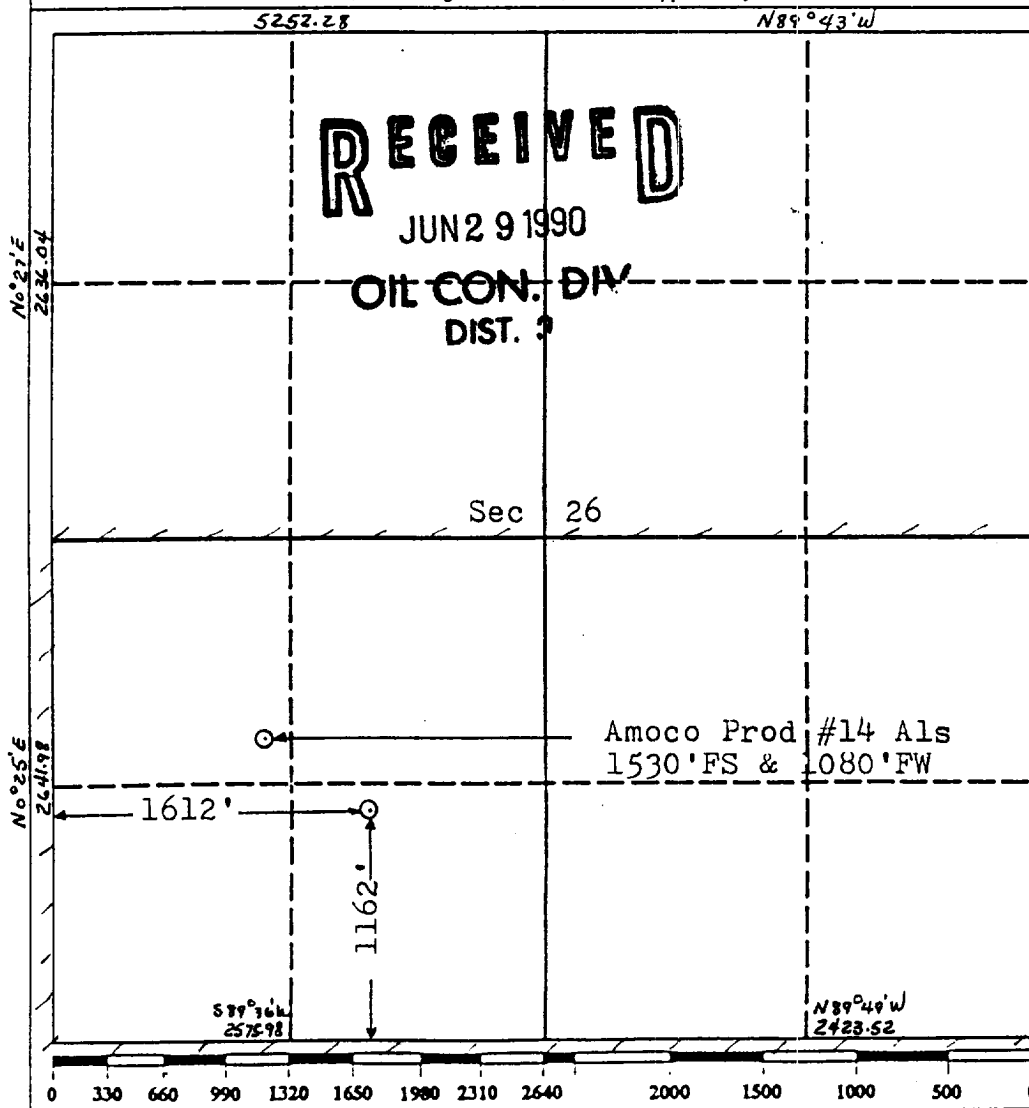 5252.28 N89°43'W
RECEIVED
JUN 29 1990
OIL CON. DIV
DIST.
N0°27'E
2636.04
Sec 26
Amoco Prod #14 Als
1530'FS & 1080'FW
N0°25'E
2641.98
1612'
1162'
S89°36'W
2575.98
N89°49'W
2423.52
0 330 660 990 1320 1650 1980 2310 2640 2000 1500 1000 500